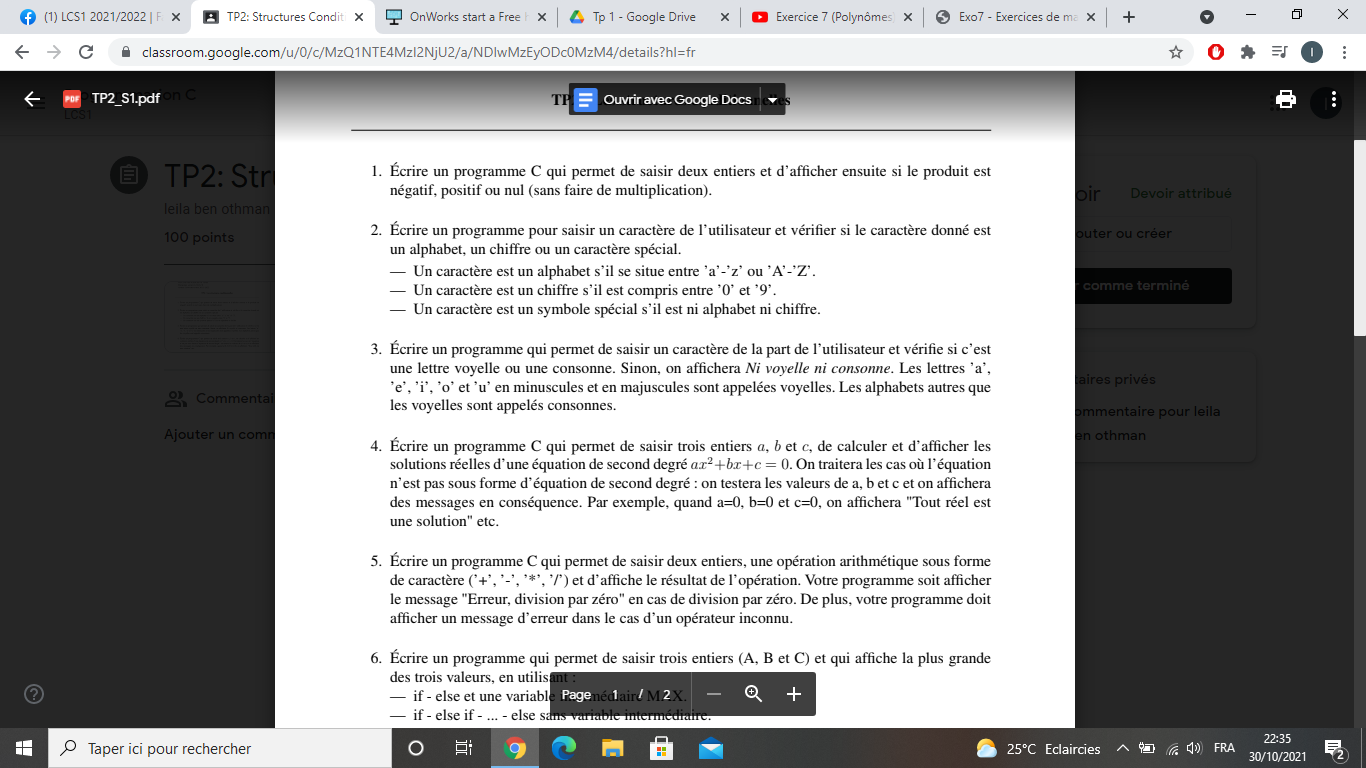 (1) LCS1 2021/2022 | F
TP2: Structures Condit
OnWorks start a Free
Tp 1 - Google Drive
Exercice 7 (Polynômes
Exo7 - Exercices de ma
classroom.google.com/u/0/c/MzQ1NTE4MzI2NjU2/a/NDIwMzEyODc0MzM4/details?hl=fr
PDF TP2_S1.pdf
Ouvrir avec Google Docs
LCS1
TP2: Str
leila ben othman
100 points
Devoir attribué
outer ou créer
comme terminé
Commentai
Ajouter un comm
aires privés
ommentaire pour leila
en othman
1. Écrire un programme C qui permet de saisir deux entiers et d'afficher ensuite si le produit est
négatif, positif ou nul (sans faire de multiplication).
2. Écrire un programme pour saisir un caractère de l'utilisateur et vérifier si le caractère donné est
un alphabet, un chiffre ou un caractère spécial.
— Un caractère est un alphabet s'il se situe entre 'a'-'z' ou 'A'-'Z'.
— Un caractère est un chiffre s'il est compris entre '0' et '9'.
— Un caractère est un symbole spécial s'il est ni alphabet ni chiffre.
3. Écrire un programme qui permet de saisir un caractère de la part de l'utilisateur et vérifie si c'est
une lettre voyelle ou une consonne. Sinon, on affichera Ni voyelle ni consonne. Les lettres 'a',
'e', 'i', 'o' et 'u' en minuscules et en majuscules sont appelées voyelles. Les alphabets autres que
les voyelles sont appelés consonnes.
4. Écrire un programme C qui permet de saisir trois entiers a, b et c, de calculer et d'afficher les
solutions réelles d'une équation de second degré ax²+bx+c = 0. On traitera les cas où l'équation
n'est pas sous forme d'équation de second degré : on testera les valeurs de a, b et c et on affichera
des messages en conséquence. Par exemple, quand a=0, b=0 et c=0, on affichera "Tout réel est
une solution" etc.
5. Écrire un programme C qui permet de saisir deux entiers, une opération arithmétique sous forme
de caractère ('+', '-', '*', '/') et d'affiche le résultat de l'opération. Votre programme soit afficher
le message "Erreur, division par zéro" en cas de division par zéro. De plus, votre programme doit
afficher un message d'erreur dans le cas d'un opérateur inconnu.
6. Écrire un programme qui permet de saisir trois entiers (A, B et C) et qui affiche la plus grande
des trois valeurs, en utilisant :
— if - else et une variable intermédiaire MAX.
— if - else if - ... - else sans variable intermédiaire.
Page 1 / 2
Taper ici pour rechercher
25°C Eclaircies
FRA
22:35
30/10/2021
2